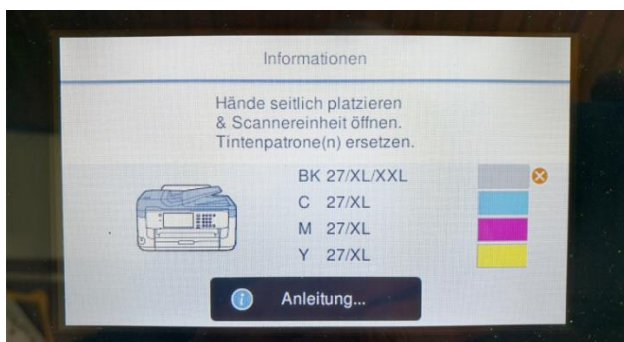 Informationen
Hände seitlich platzieren
& Scannereinheit öffnen.
Tintenpatrone(n) ersetzen.
BK 27/XL/XXL
C 27/XL
M 27/XL
Y 27/XL
Anleitung...